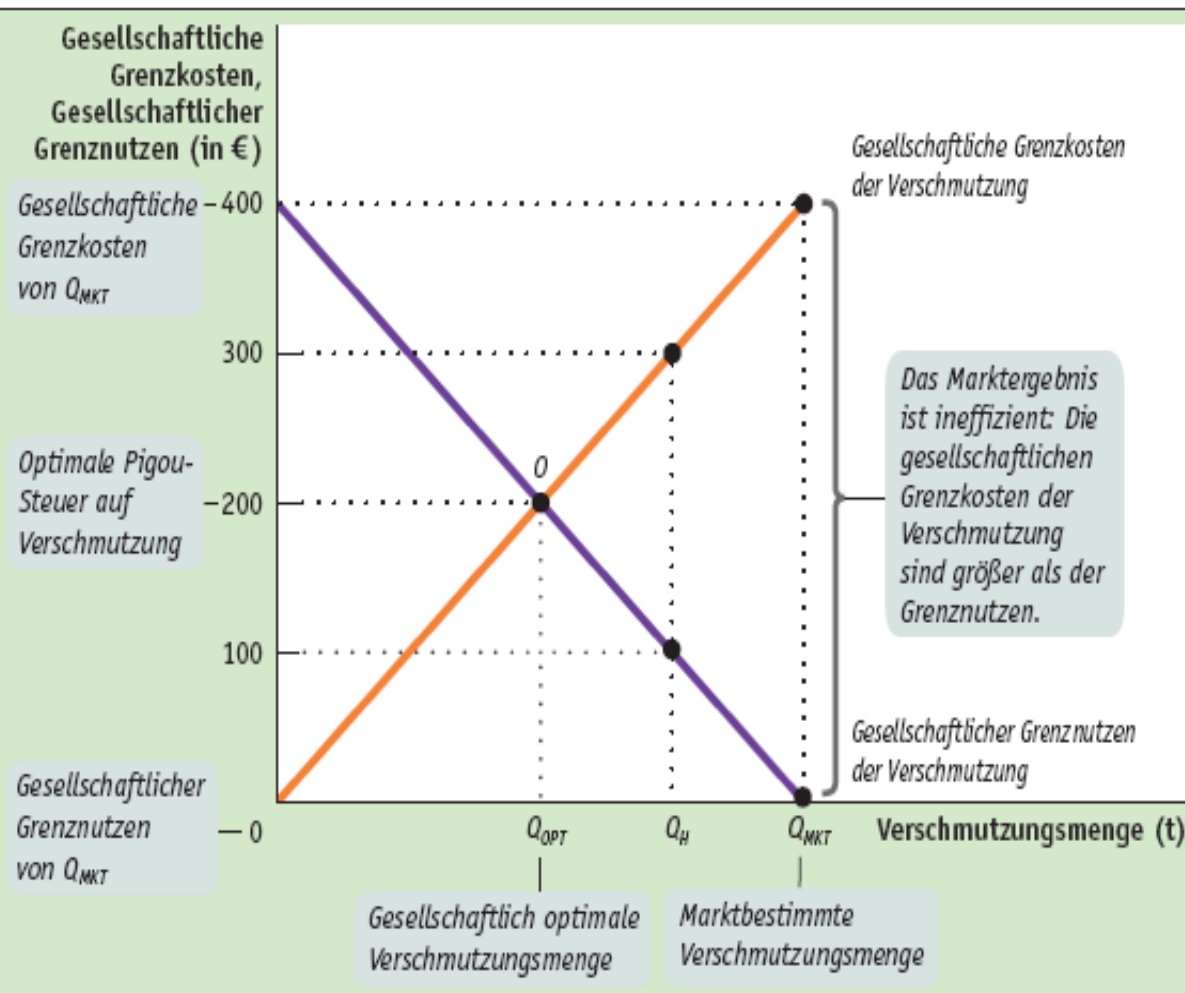 Gesellschaftliche
Grenzkosten,
Gesellschaftlicher
Grenznutzen (in €)
Gesellschaftliche
Grenzkosten
von QMKT
400
300
Optimale Pigou-
Steuer auf
Verschmutzung
200
100
Gesellschaftlicher
Grenznutzen
von QMKT
0
O
Gesellschaftliche Grenzkosten
der Verschmutzung
Das Marktergebnis
ist ineffizient: Die
gesellschaftlichen
Grenzkosten der
Verschmutzung
sind größer als der
Grenznutzen.
Gesellschaftlicher Grenznutzen
der Verschmutzung
QOPT QH QMKT Verschmutzungsmenge (t)
Gesellschaftlich optimale
Verschmutzungsmenge
Marktbestimmte
Verschmutzungsmenge